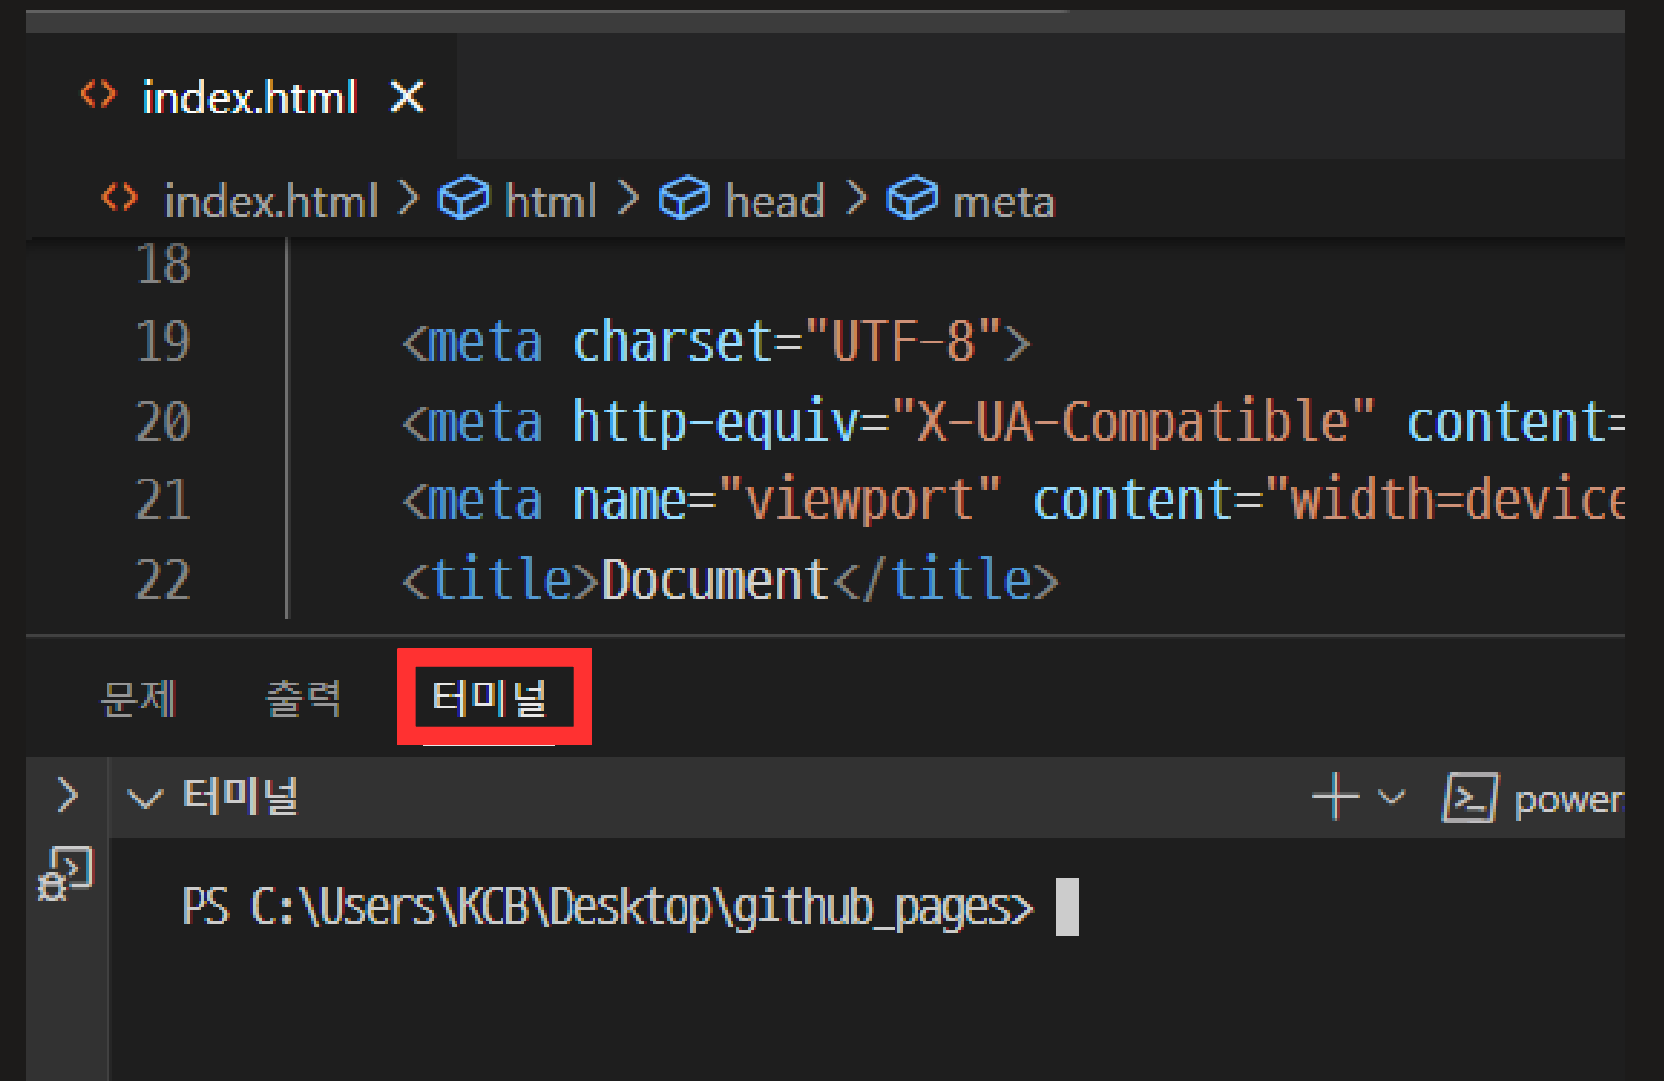 index.html
index.html > html > head > meta
18
19 <meta charset="UTF-8">
20 <meta http-equiv="X-UA-Compatible" content=
21 <meta name="viewport" content="width=device
22 <title>Document</title>
문제 출력 터미널
터미널 power
PS C:\Users\KCB\Desktop\github_pages>